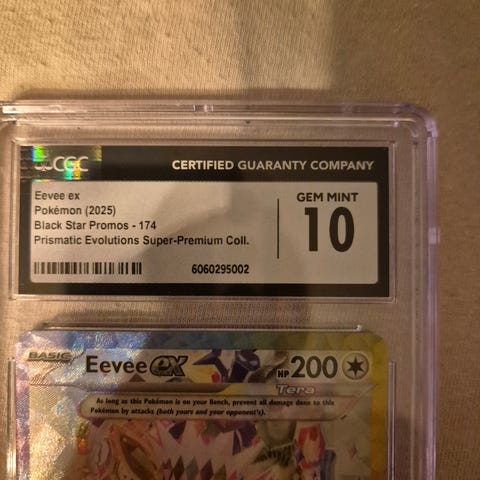 CGC
CERTIFIED GUARANTY COMPANY
Eevee ex
Pokémon (2025)
Black Star Promos - 174
Prismatic Evolutions Super-Premium Coll.
6060295002
GEM MINT
10
BASIC
Eevee ex
HP 200
Tera
As long as this Pokémon is on your Bench, prevent all damage done to this
Pokémon by attacks (both yours and your opponent's).